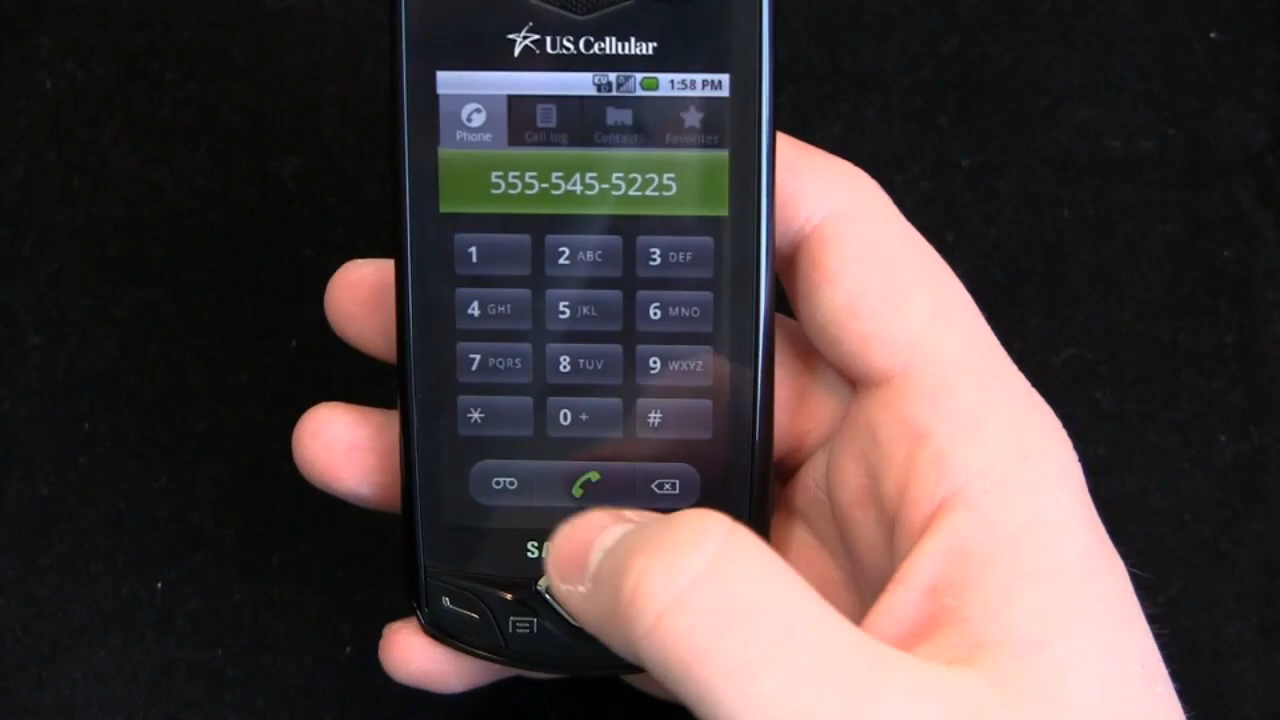 U.S. Cellular
1:58 PM
Phone Call log Contacts Favorites
555-545-5225
1 2 ABC 3 DEF
4 GHI 5 JKL 6 MNO
7 PQRS 8 TUV 9 WXYZ
* 0 + #